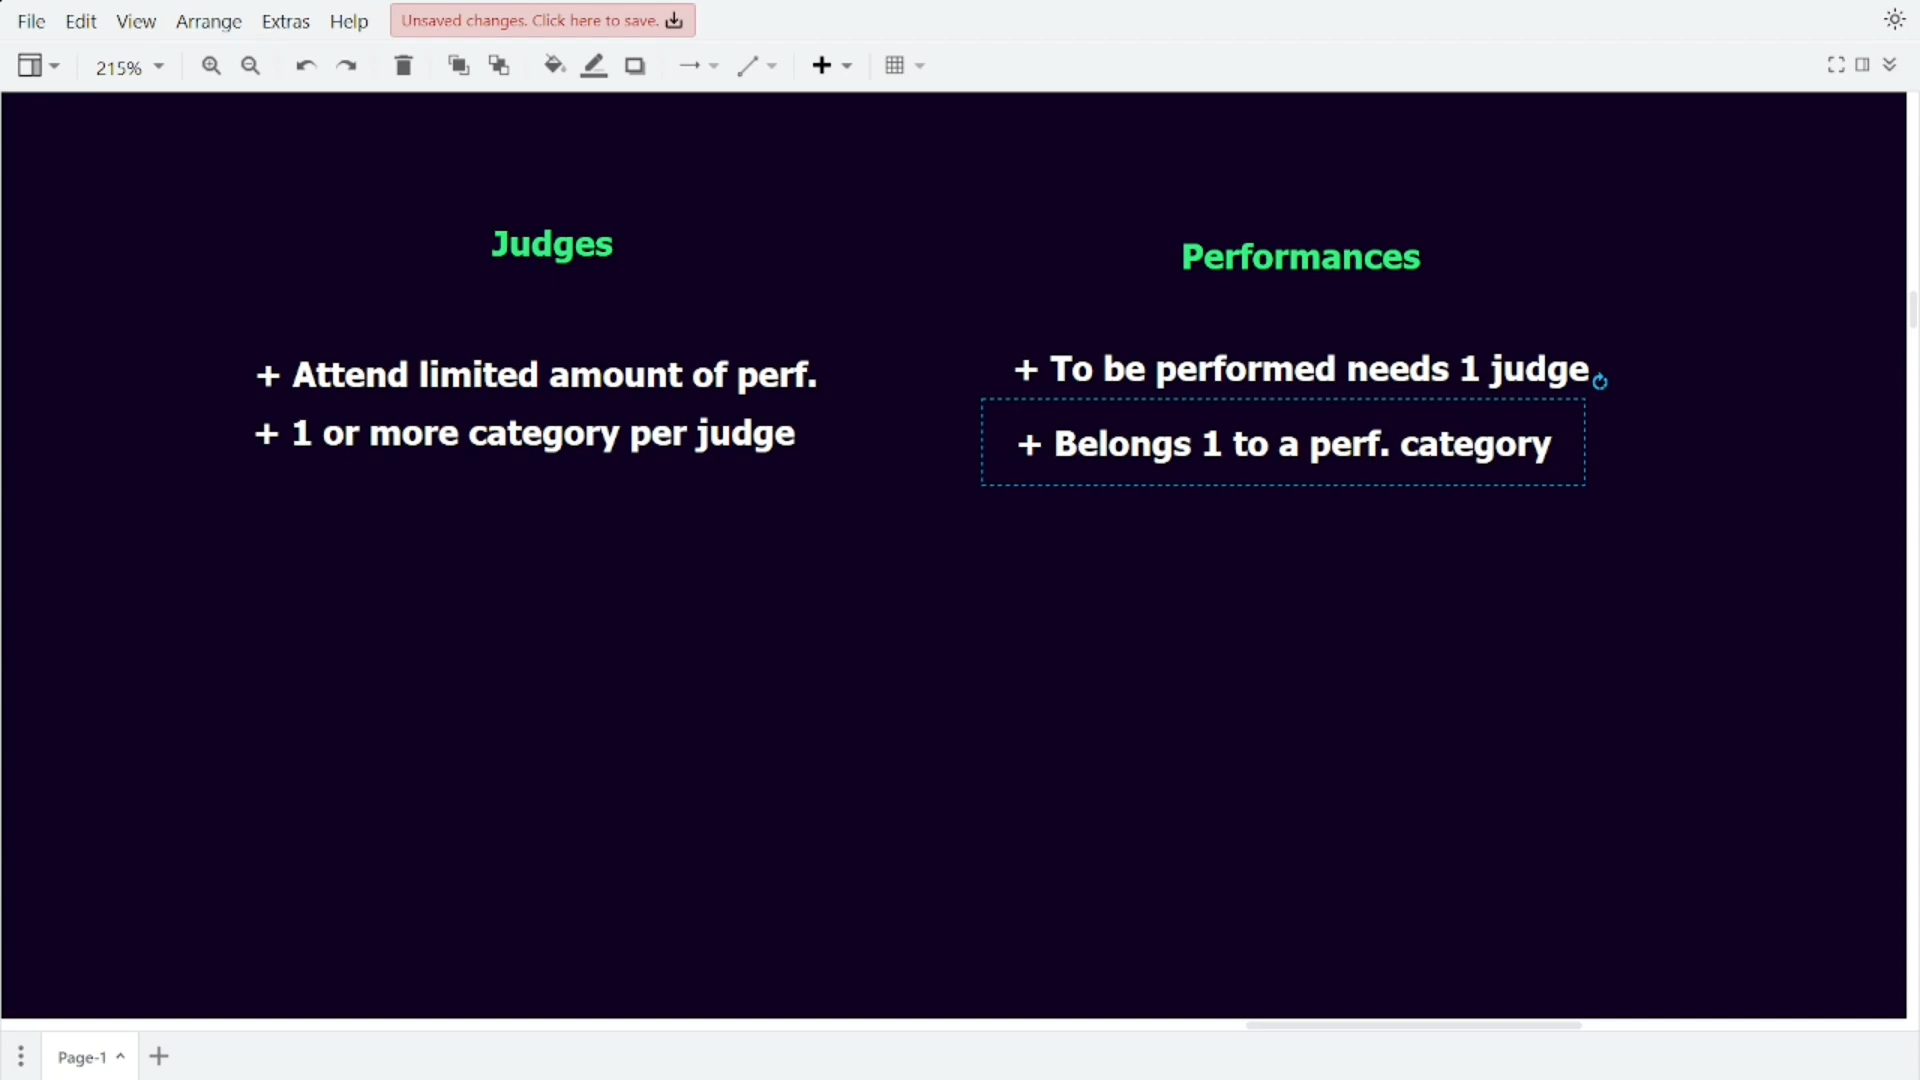 File Edit View Arrange Extras Help Unsaved changes. Click here to save.
215%
Judges
Performances
+ Attend limited amount of perf.
+ 1 or more category per judge
+ To be performed needs 1 judge
+ Belongs 1 to a perf. category
Page-1